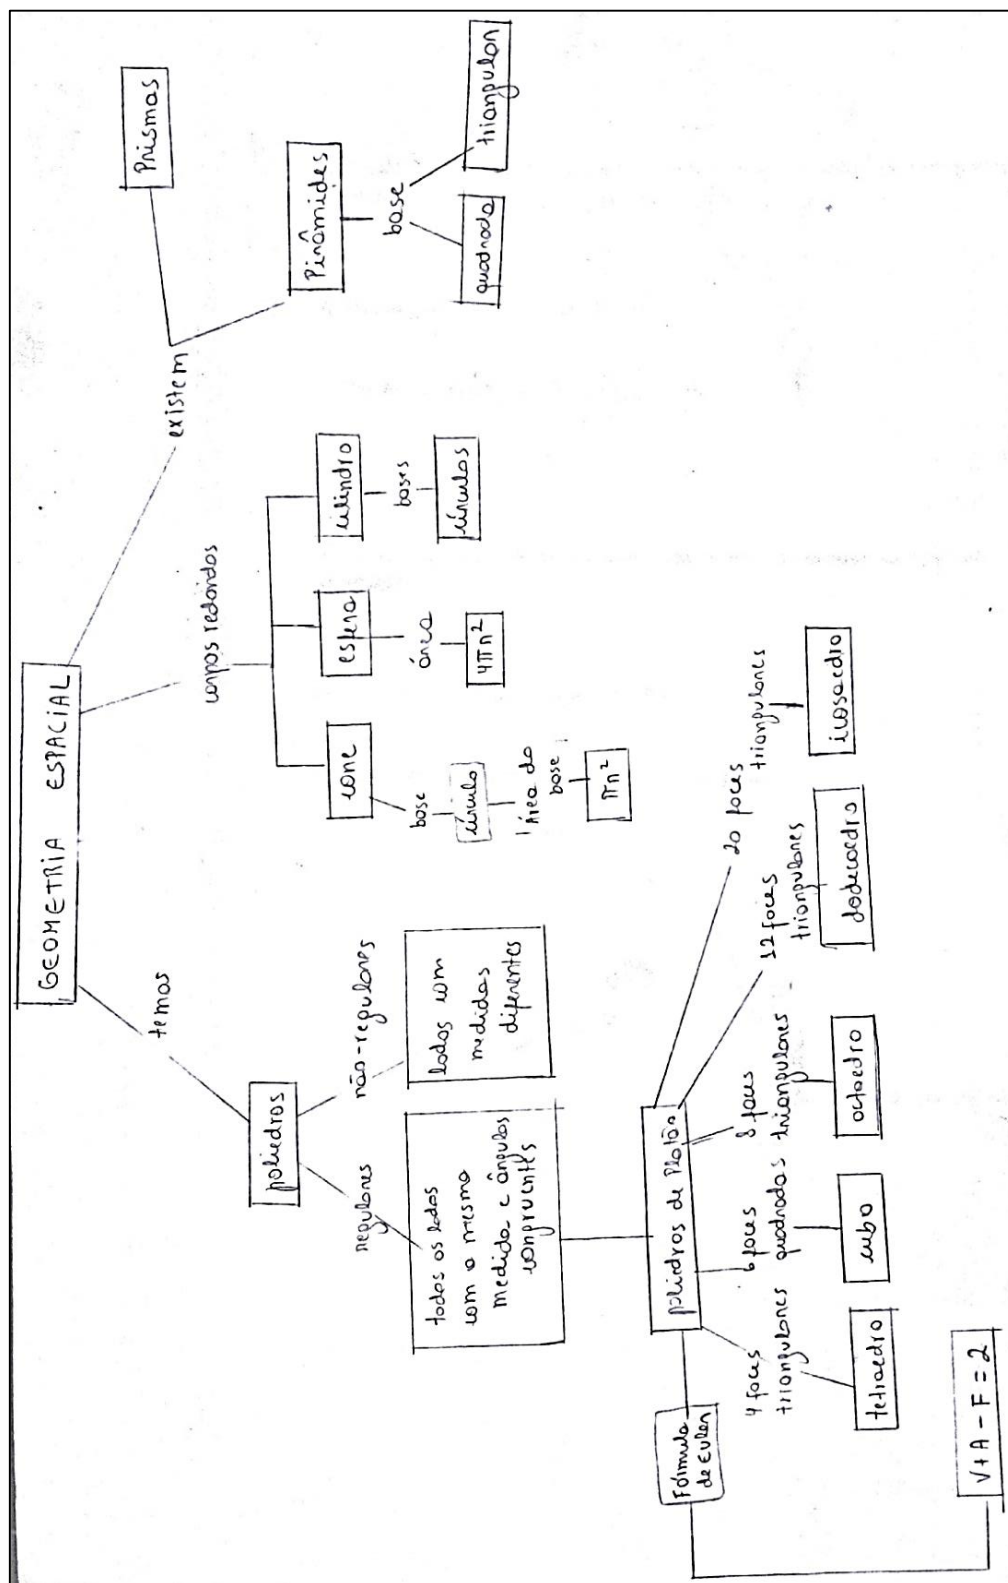 GEOMETRIA ESPACIAL
temas
poliedros
regulares
não-regulares
todos os lados
com a mesma
medida e ângulos
congruentes
lados com
medidas
diferentes
poliedros de Platão
Fórmula
de Euler
V+A-F=2
4 faces
triangulares
tetraedro
6 faces
quadradas
cubo
8 faces
triangulares
octaedro
12 faces
triangulares
dodecaedro
20 faces
triangulares
icosaedro
corpos redondos
cone
base
círculo
Área da
base
πr²
esfera
área
4πr²
cilindro
bases
círculos
existem
Prismas
Pirâmides
base
quadrada
triangular